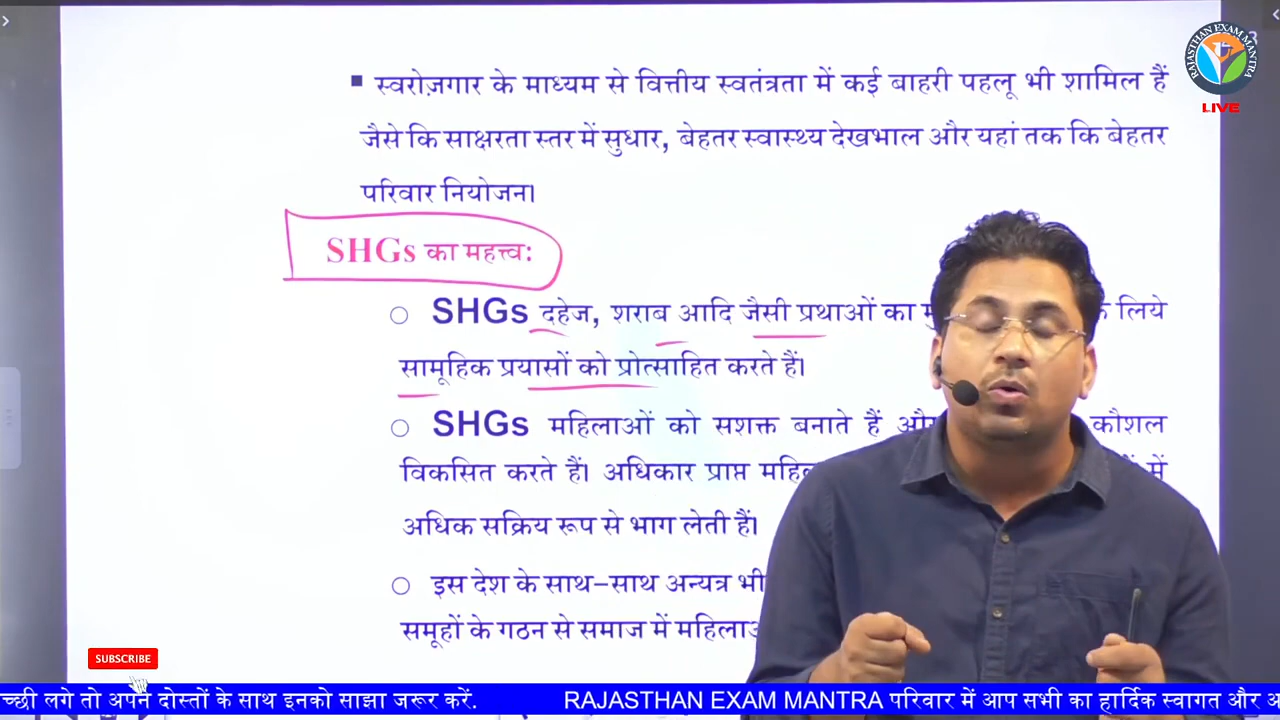 स्वरोज़गार के माध्यम से वित्तीय स्वतंत्रता में कई बाहरी पहलू भी शामिल हैं
जैसे कि साक्षरता स्तर में सुधार, बेहतर स्वास्थ्य देखभाल और यहां तक कि बेहतर
परिवार नियोजन।
SHGs का महत्त्व:
SHGs दहेज, शराब आदि जैसी प्रथाओं का लिये
सामूहिक प्रयासों को प्रोत्साहित करते हैं।
SHGs महिलाओं को सशक्त बनाते हैं कौशल
विकसित करते हैं। अधिकार प्राप्त में
अधिक सक्रिय रूप से भाग लेती हैं।
इस देश के साथ-साथ अन्यत्र भी
समूहों के गठन से समाज में
RAJASTHAN EXAM MANTRA
LIVE
SUBSCRIBE
लगे तो अपने दोस्तों के साथ इनको साझा जरूर करें. RAJASTHAN EXAM MANTRA परिवार में आप सभी का हार्दिक स्वागत और